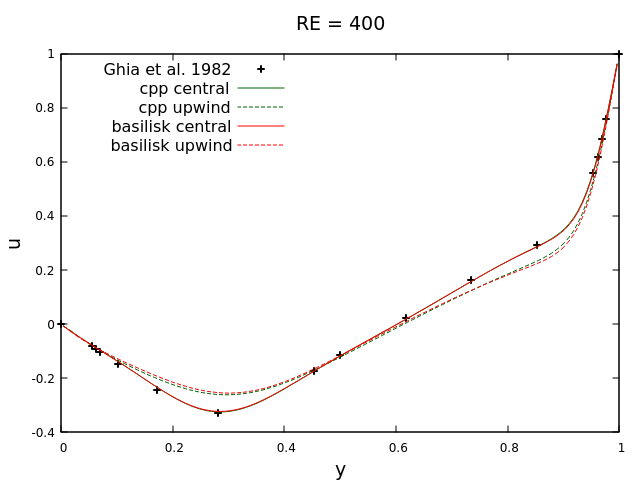 RE = 400
Ghia et al. 1982
cpp central
cpp upwind
basilisk central
basilisk upwind
1
0.8
0.6
0.4
0.2
0
-0.2
-0.4
u
0 0.2 0.4 0.6 0.8 1
y